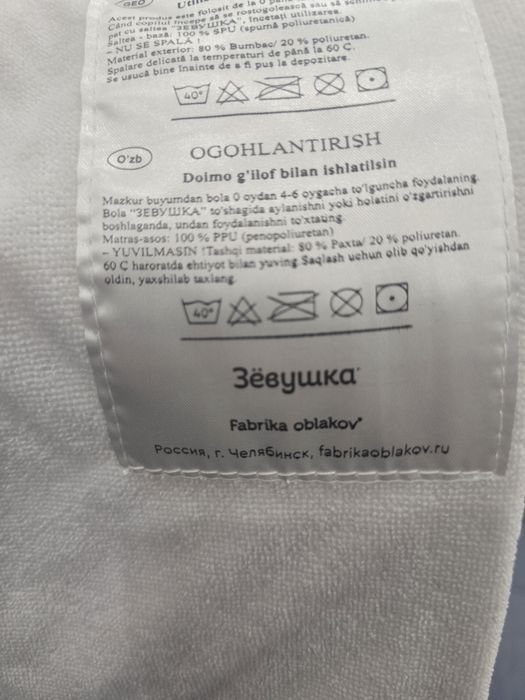 GEO
Acest produs este folosit de la 0
Când copilul începe să se rostogolească sau să
pat cu saltea "ЗЕВУШКА", încetați utilizarea.
Saltea - bază: 100 % SPU (spumă poliuretanică)
- NU SE SPALĂ !
Material exterior: 80 % Bumbac/ 20 % poliuretan.
Spalare delicată la temperaturi de până la 60 C.
Se usucă bine înainte de a fi pus la depozitare.
40°
O'zb
OGOHLANTIRISH
Doimo g'ilof bilan ishlatilsin
Mazkur buyumdan bola 0 oydan 4-6 oygacha to'lguncha foydalaning.
Bola "ЗЕВУШКА" to'shagida aylanishni yoki holatini o'zgartirishni
boshlaganda, undan foydalanishni to'xtating.
Matras-asos: 100 % PPU (penopoliuretan)
- YUVILMASIN !Tashqi material: 80 % Paxta/ 20 % poliuretan.
60 C haroratda ehtiyot bilan yuving Saqlash uchun olib qo'yishdan
oldin, yaxshilab taxlang.
40°
Зёвушка
Fabrika oblakov
Россия, г. Челябинск, fabrikaoblakov.ru